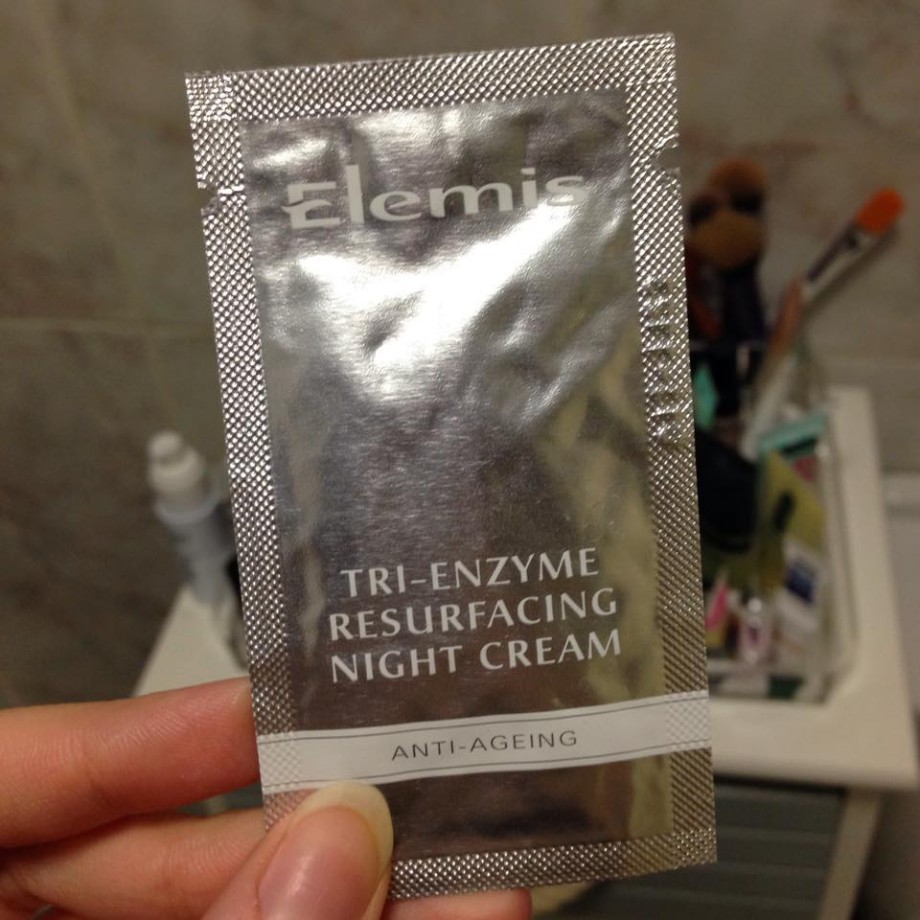 Elemis
TRI-ENZYME
RESURFACING
NIGHT CREAM
ANTI-AGEING